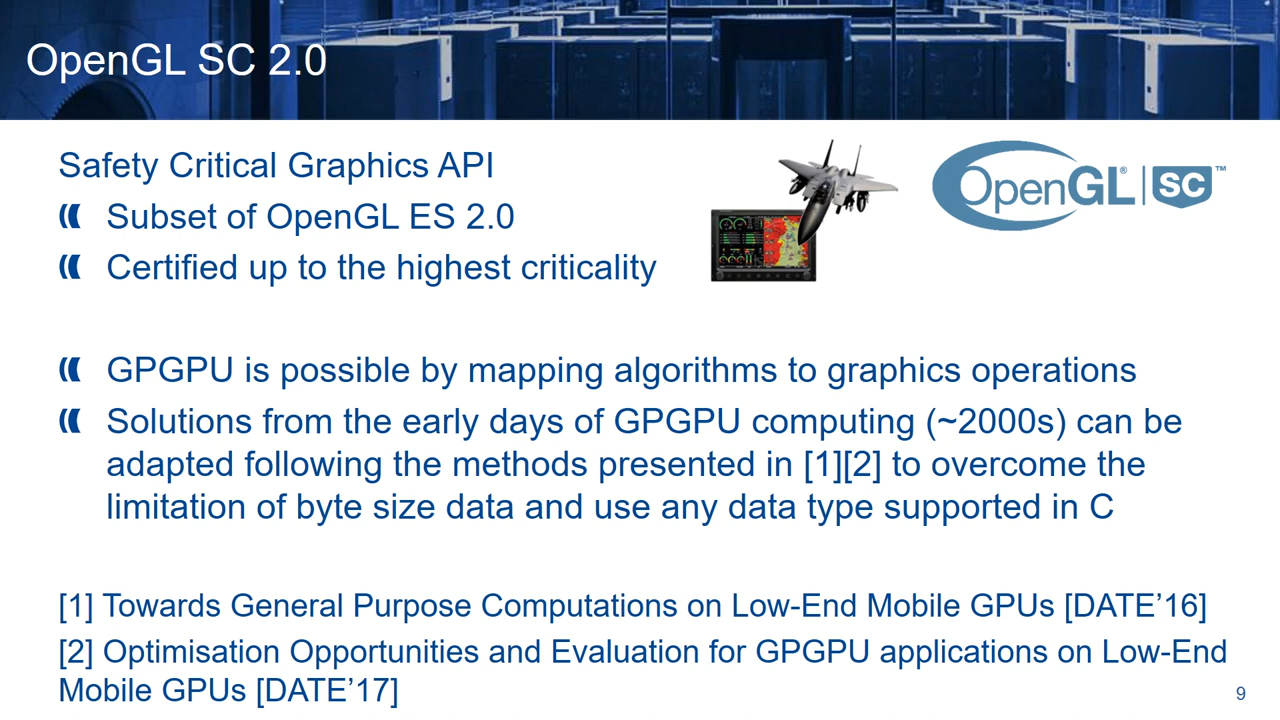 OpenGL SC 2.0
Safety Critical Graphics API
Subset of OpenGL ES 2.0
Certified up to the highest criticality
OpenGL® | SC™
GPGPU is possible by mapping algorithms to graphics operations
Solutions from the early days of GPGPU computing (~2000s) can be
adapted following the methods presented in [1][2] to overcome the
limitation of byte size data and use any data type supported in C
[1] Towards General Purpose Computations on Low-End Mobile GPUs [DATE’16]
[2] Optimisation Opportunities and Evaluation for GPGPU applications on Low-End
Mobile GPUs [DATE’17]
9